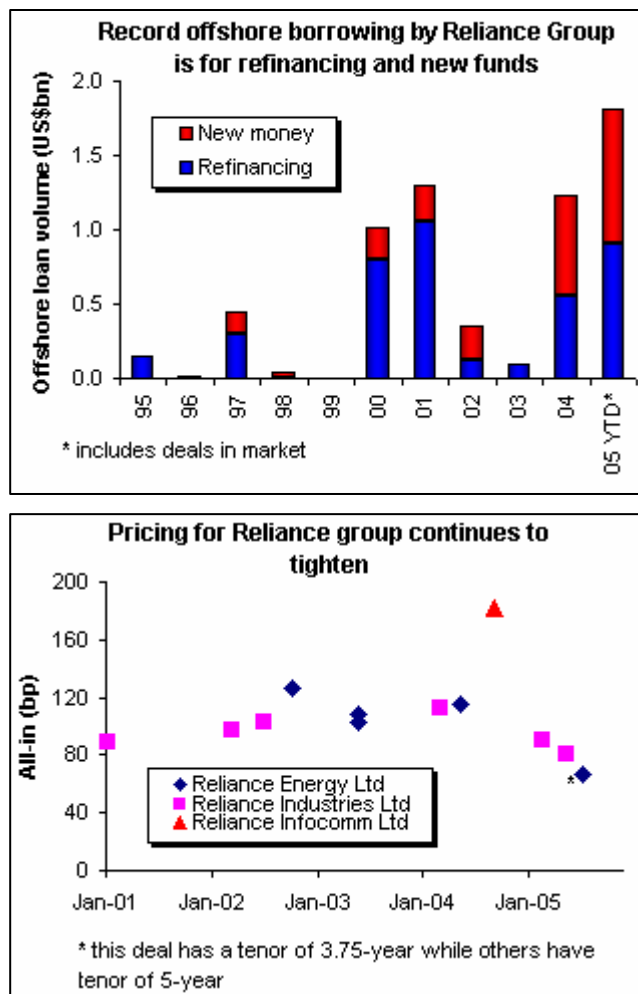 Record offshore borrowing by Reliance Group
is for refinancing and new funds
Offshore loan volume (US$bn)
2.0
1.5
1.0
0.5
0.0
New money
Refinancing
95
96
97
98
99
00
01
02
03
04
05 YTD*
* includes deals in market
Pricing for Reliance group continues to
tighten
All-in (bp)
200
160
120
80
40
0
Reliance Energy Ltd
Reliance Industries Ltd
Reliance Infocomm Ltd
*
Jan-01
Jan-02
Jan-03
Jan-04
Jan-05
* this deal has a tenor of 3.75-year while others have
tenor of 5-year